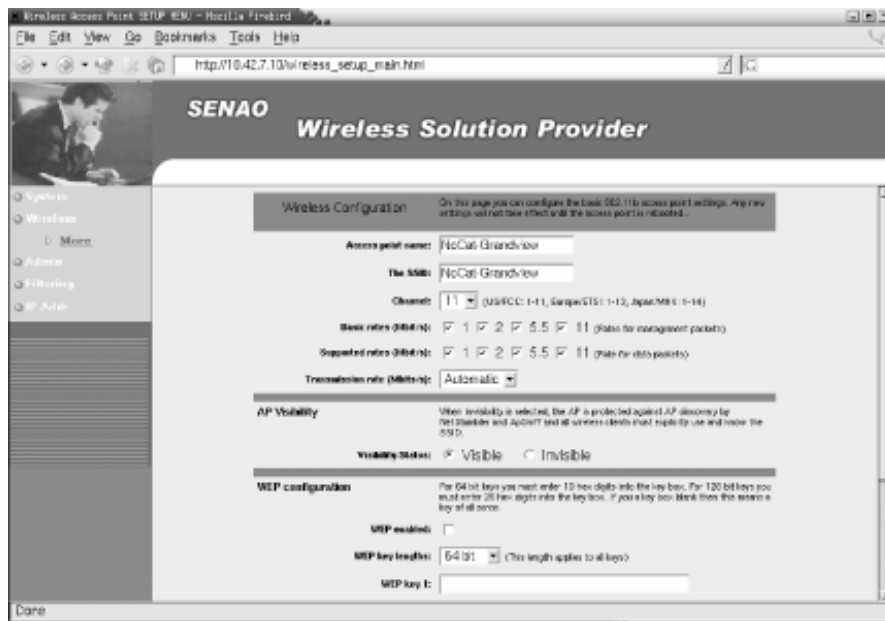 Wireless Access Point SETUP MENU - Mozilla Firebird
File Edit View Go Bookmarks Tools Help
http://10.42.7.10/wireless_setup_main.html
SENAO
Wireless Solution Provider
System
Wireless
More
Admin
Filtering
IP Addr
Wireless Configuration
On this page you can configure the basic 802.11b access point settings. Any new
settings will not take effect until the access point is rebooted...
Access point name: NoCat-Grandview
The SSID: NoCat-Grandview
Channel: 11 (US/FCC: 1-11, Europe/ETSI: 1-13, Japan/MKK: 1-14)
Basic rates (Mbit/s): 1 2 5.5 11 (Rates for management packets)
Supported rates (Mbit/s): 1 2 5.5 11 (Rate for data packets)
Transmission rate (Mbits/s): Automatic
AP Visibility
When invisibility is selected, the AP is protected against AP discovery by
NetStumbler and ApSniff and all wireless clients must explicitly use and know the
SSID.
Visibility Status: Visible Invisible
WEP configuration
For 64 bit keys you must enter 10 hex digits into the key box. For 128 bit keys you
must enter 26 hex digits into the key box. If you a key box blank then this means a
key of all zeros.
WEP enabled:
WEP key lengths: 64 bit (This length applies to all keys)
WEP key 1:
Done